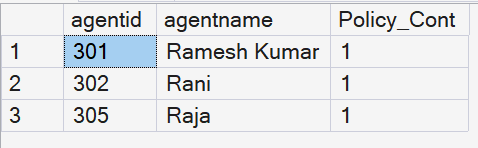 agentid agentname Policy_Cont
1 301 Ramesh Kumar 1
2 302 Rani 1
3 305 Raja 1